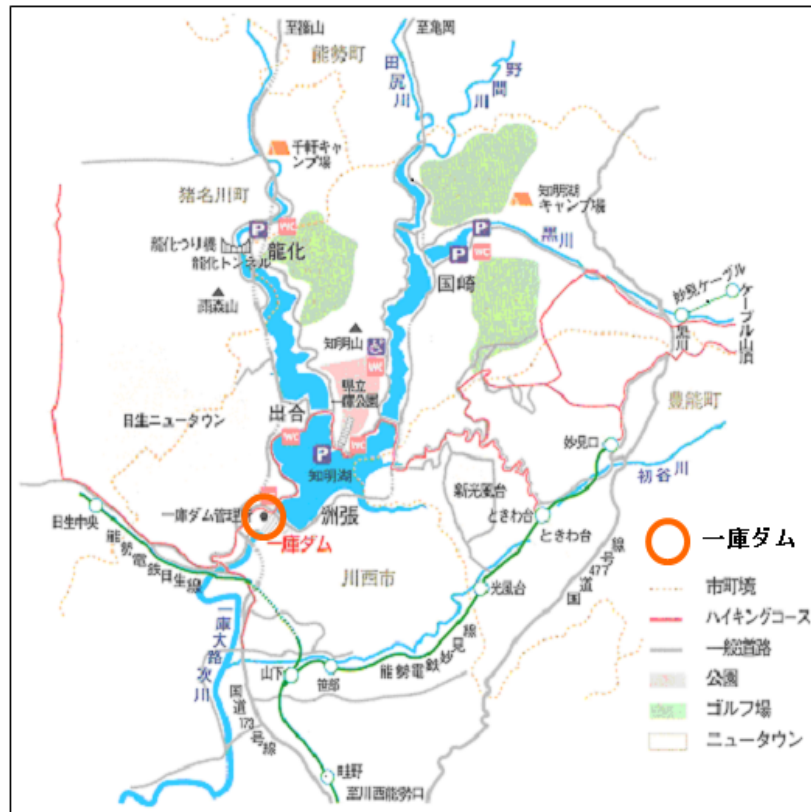 至篠山
能勢町
至亀岡
田尻川
野間川
千軒キャ
ンプ場
猪名川町
知明湖
キャンプ場
P
WC
P
龍化つり橋
龍化トンネル
龍化
黒川
P
WC
国崎
妙見ケーブル
ケーブル山頂
雨森山
知明山
黒川
WC
県立
一庫公園
豊能町
出合
日生ニュータウン
WC
P
WC
妙見口
知明湖
初谷川
新光風台
一庫ダム管理所
洲張
ときわ台
ときわ台
日生中央
一庫ダム
一庫ダム
能勢電鉄日生線
川西市
光風台
国道477号線
市町境
ハイキングコース
一庫大路次川
能勢電鉄妙見線
一般道路
山下
笹部
公園
国道173号線
ゴルフ場
ニュータウン
畦野
至川西能勢口